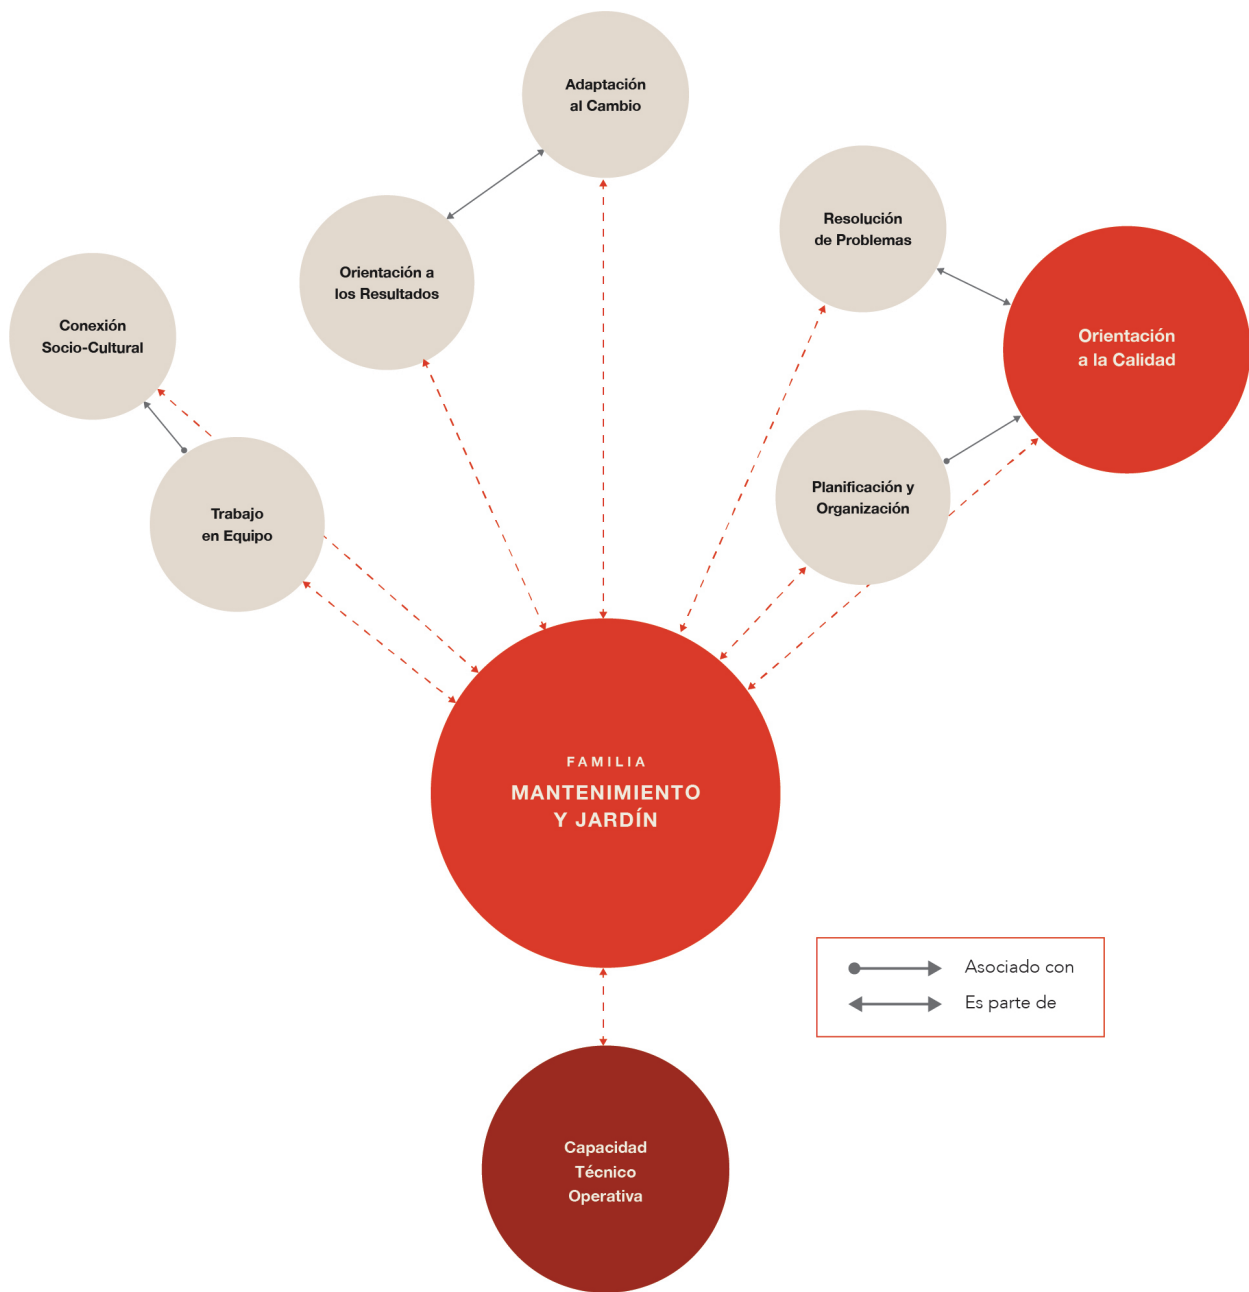 Adaptación
al Cambio
Resolución
de Problemas
Orientación a
los Resultados
Conexión
Socio-Cultural
Orientación
a la Calidad
Trabajo
en Equipo
Planificación y
Organización
FAMILIA
MANTENIMIENTO
Y JARDÍN
Asociado con
Es parte de
Capacidad
Técnico
Operativa